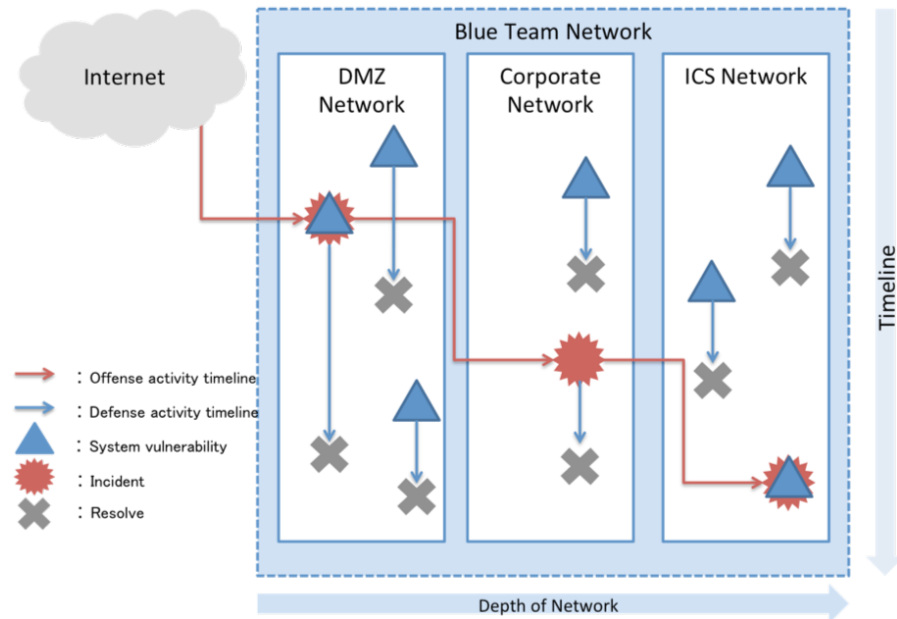 Internet
Blue Team Network
DMZ
Network
Corporate
Network
ICS Network
Timeline
: Offense activity timeline
: Defense activity timeline
: System vulnerability
: Incident
: Resolve
Depth of Network